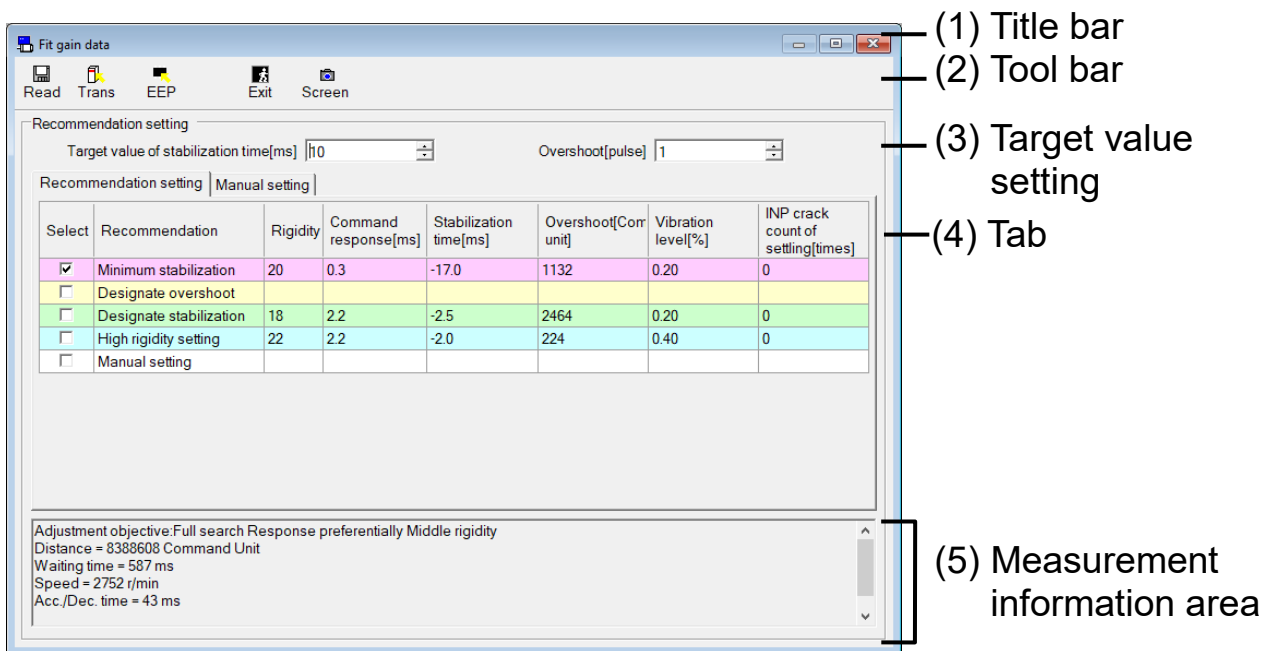 Fit gain data
(1) Title bar
Read Trans EEP Exit Screen
(2) Tool bar
Recommendation setting
Target value of stabilization time[ms] 10 Overshoot[pulse] 1
(3) Target value
setting
Recommendation setting Manual setting
(4) Tab
Select Recommendation Rigidity Command response[ms] Stabilization time[ms] Overshoot[Com unit] Vibration level[%] INP crack count of settling[times]
Minimum stabilization 20 0.3 -17.0 1132 0.20 0
Designate overshoot
Designate stabilization 18 2.2 -2.5 2464 0.20 0
High rigidity setting 22 2.2 -2.0 224 0.40 0
Manual setting
Adjustment objective:Full search Response preferentially Middle rigidity
Distance = 8388608 Command Unit
Waiting time = 587 ms
Speed = 2752 r/min
Acc./Dec. time = 43 ms
(5) Measurement
information area